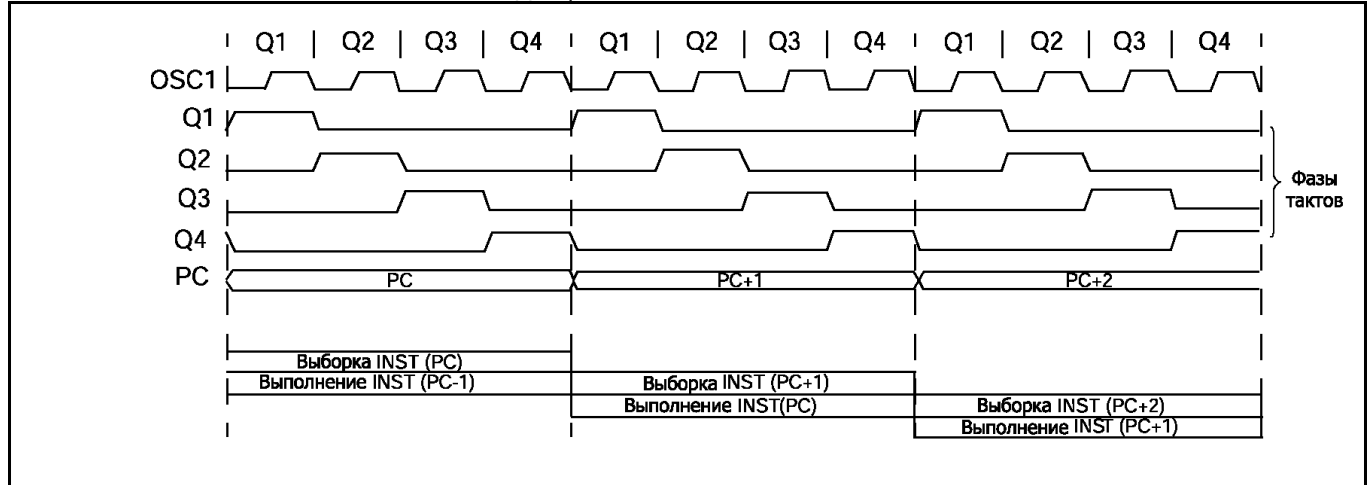 Q1 | Q2 | Q3 | Q4 Q1 | Q2 | Q3 | Q4 Q1 | Q2 | Q3 | Q4
OSC1
Q1
Q2
Q3
Q4
Фазы
тактов
PC PC PC+1 PC+2
Выборка INST (PC)
Выполнение INST (PC-1) Выборка INST (PC+1)
Выполнение INST(PC) Выборка INST (PC+2)
Выполнение INST (PC+1)